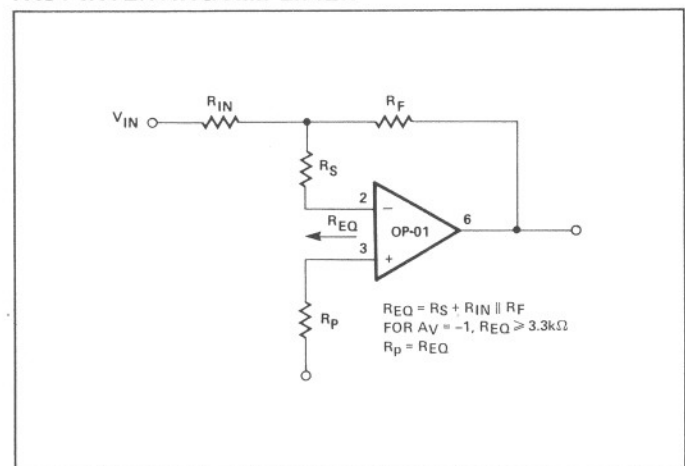 RIN
RF
VIN
RS
2
6
REQ
OP-01
3
RP
REQ = RS + RIN || RF
FOR AV = −1, REQ ⩾ 3.3kΩ
Rp = REQ